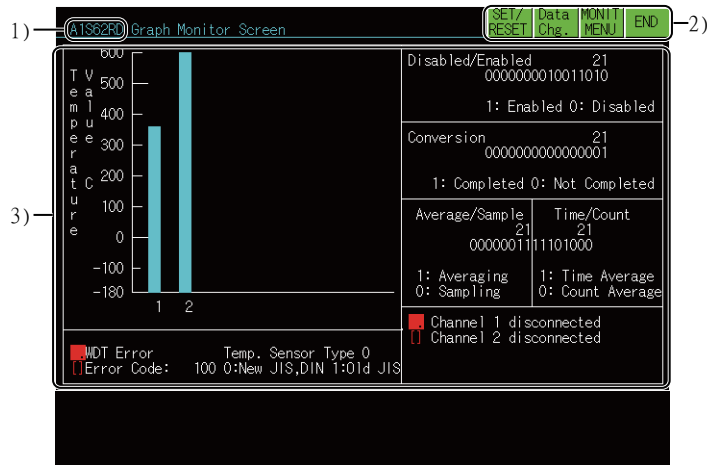 1)
A1S62RD Graph Monitor Screen
SET/ RESET
Data Chg.
MONIT MENU
END
2)
3)
Temperature
Value C
600
500
400
300
200
100
0
-100
-180
1 2
Disabled/Enabled 21
0000000010011010
1: Enabled 0: Disabled
Conversion 21
0000000000000001
1: Completed 0: Not Completed
Average/Sample Time/Count
21 21
0000001111101000
1: Averaging 1: Time Average
0: Sampling 0: Count Average
Channel 1 disconnected
[] Channel 2 disconnected
WDT Error Temp. Sensor Type 0
[]Error Code: 100 0:New JIS,DIN 1:Old JIS